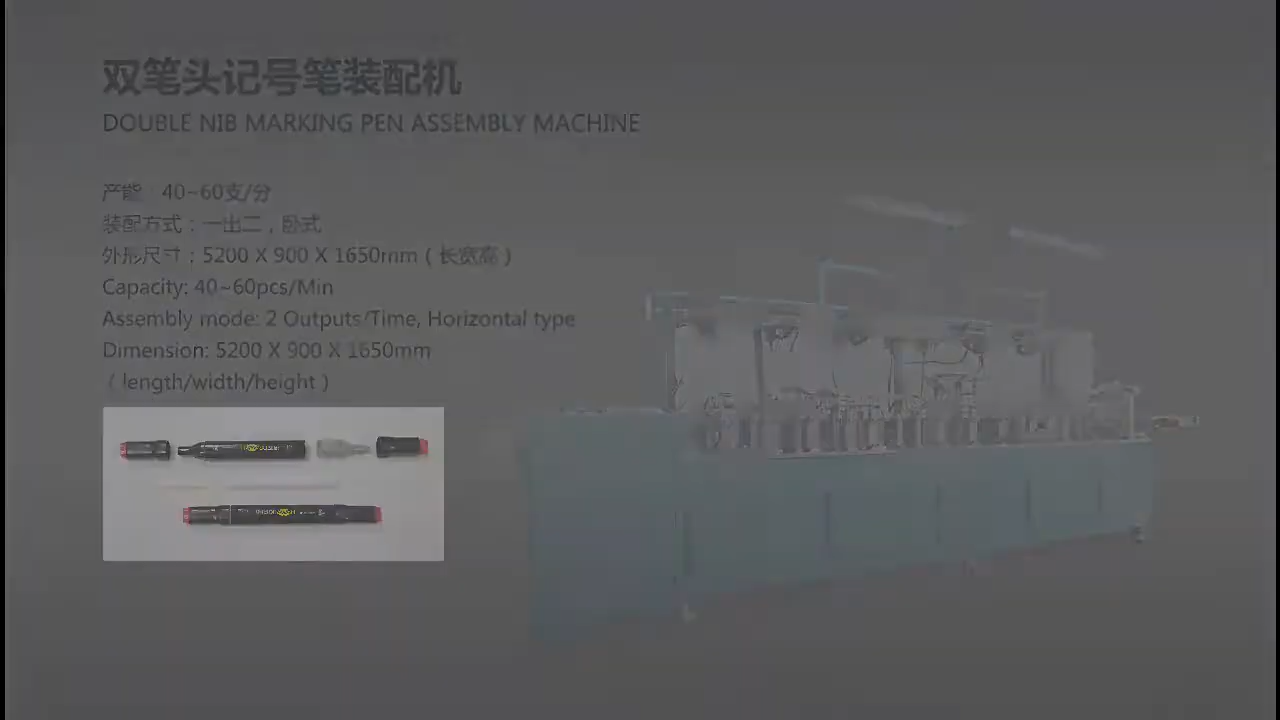 双笔头记号笔装配机
DOUBLE NIB MARKING PEN ASSEMBLY MACHINE
产能：40~60支/分
装配方式：一出二，卧式
外形尺寸：5200 X 900 X 1650mm（长宽高）
Capacity: 40~60pcs/Min
Assembly mode: 2 Outputs/Time, Horizontal type
Dimension: 5200 X 900 X 1650mm
（length/width/height）